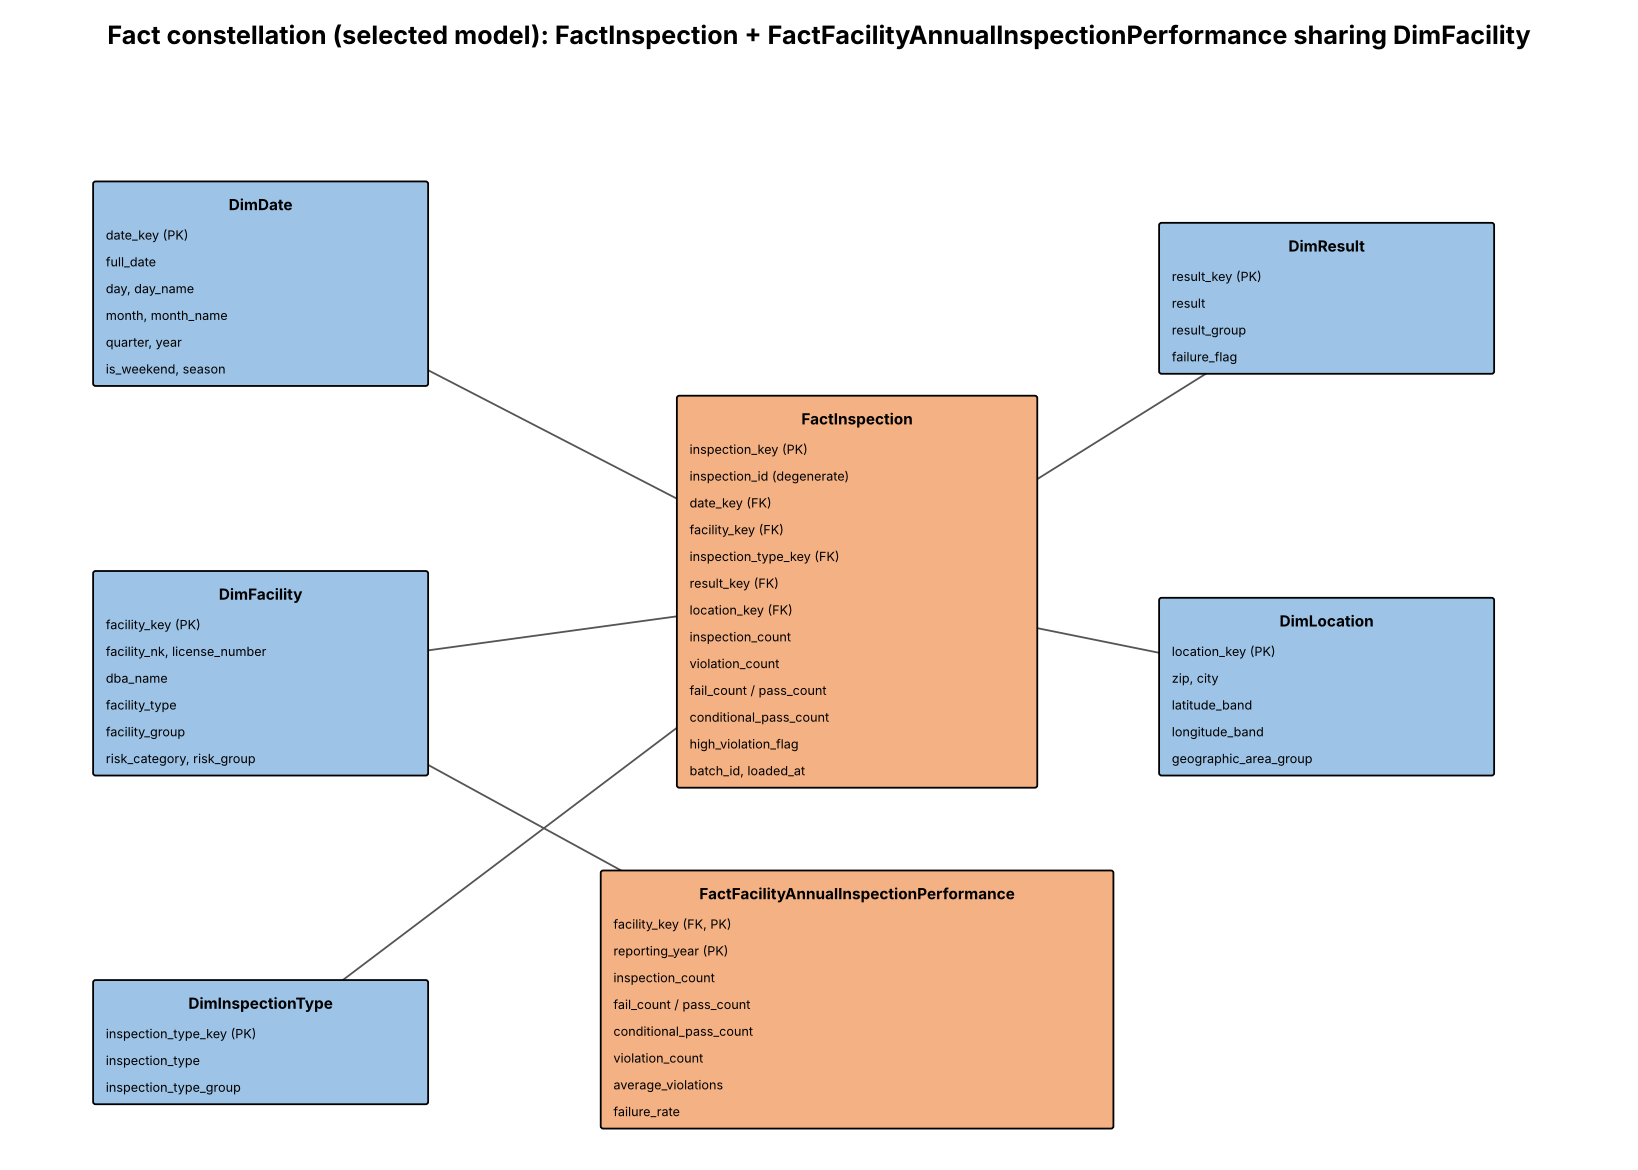 Fact constellation (selected model): FactInspection + FactFacilityAnnualInspectionPerformance sharing DimFacility
DimDate
date_key (PK)
full_date
day, day_name
month, month_name
quarter, year
is_weekend, season
DimResult
result_key (PK)
result
result_group
failure_flag
FactInspection
inspection_key (PK)
inspection_id (degenerate)
date_key (FK)
facility_key (FK)
inspection_type_key (FK)
result_key (FK)
location_key (FK)
inspection_count
violation_count
fail_count / pass_count
conditional_pass_count
high_violation_flag
batch_id, loaded_at
DimFacility
facility_key (PK)
facility_nk, license_number
dba_name
facility_type
facility_group
risk_category, risk_group
DimLocation
location_key (PK)
zip, city
latitude_band
longitude_band
geographic_area_group
FactFacilityAnnualInspectionPerformance
facility_key (FK, PK)
reporting_year (PK)
inspection_count
fail_count / pass_count
conditional_pass_count
violation_count
average_violations
failure_rate
DimInspectionType
inspection_type_key (PK)
inspection_type
inspection_type_group